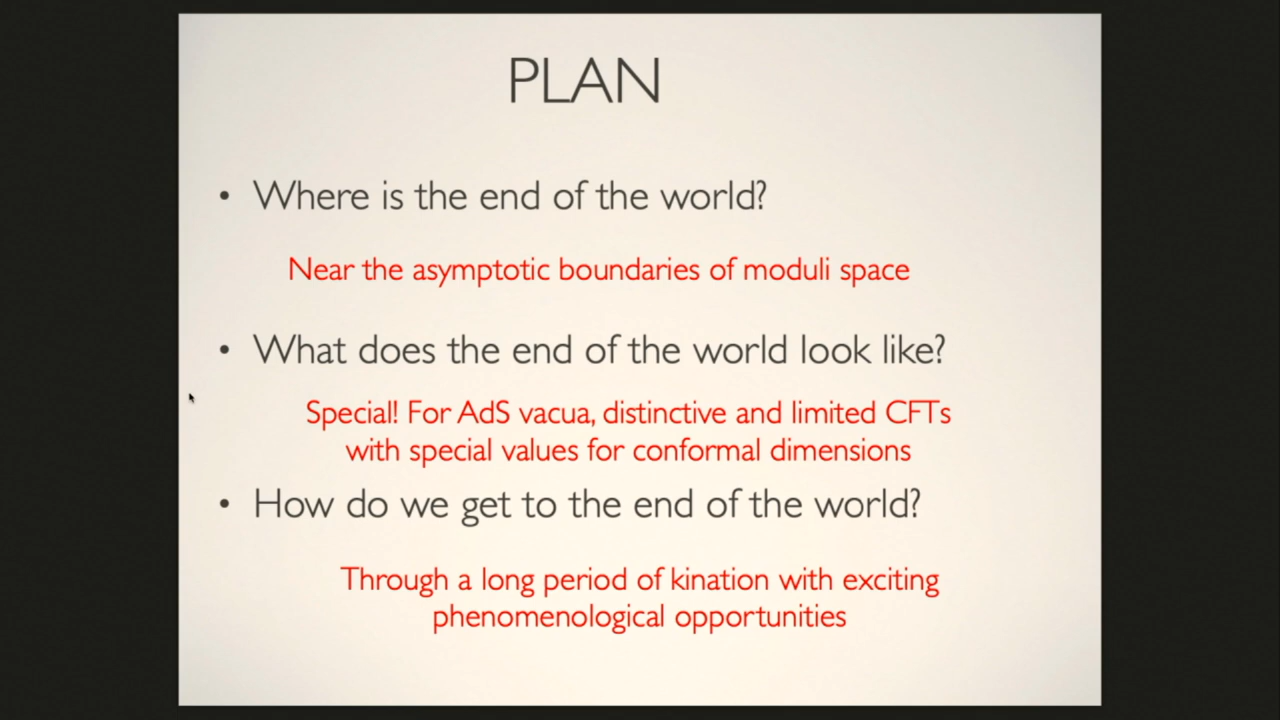 PLAN
• Where is the end of the world?
Near the asymptotic boundaries of moduli space
• What does the end of the world look like?
Special! For AdS vacua, distinctive and limited CFTs
with special values for conformal dimensions
• How do we get to the end of the world?
Through a long period of kination with exciting
phenomenological opportunities